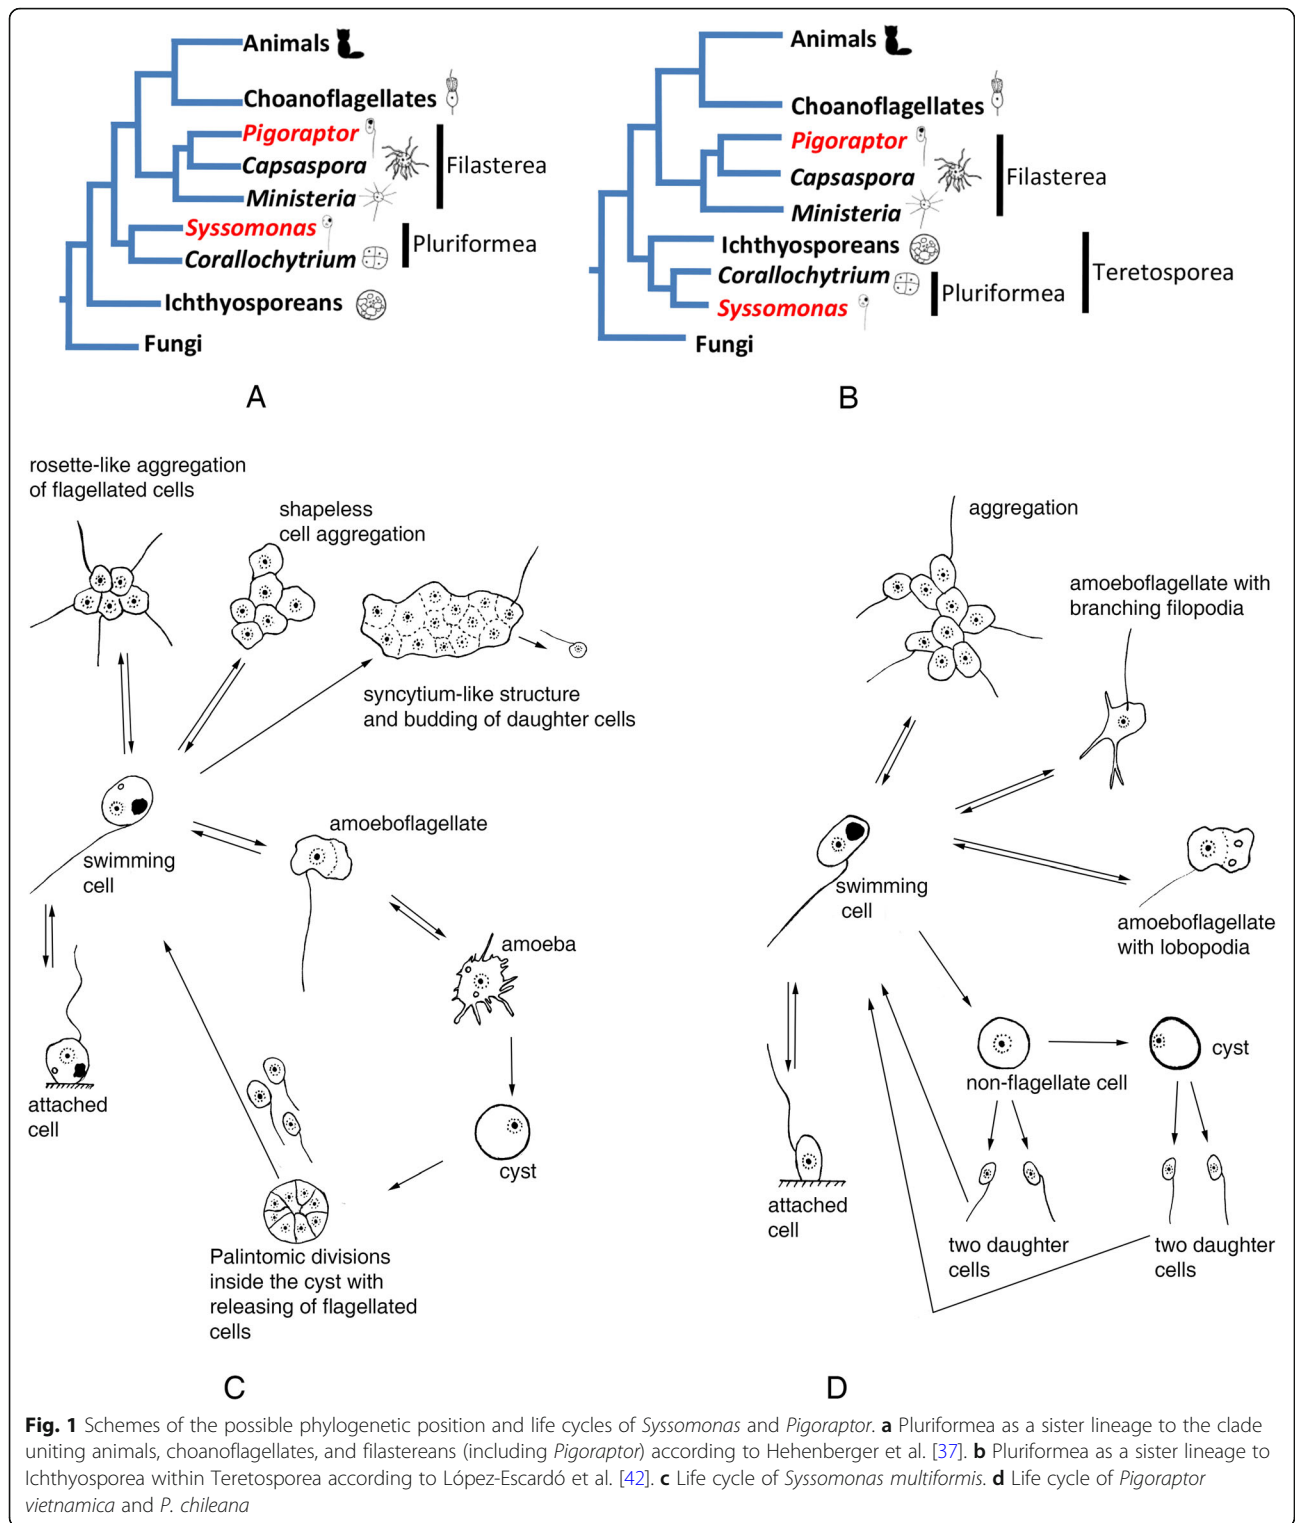 Animals
Choanoflagellates
Pigoraptor
Capsaspora
Filasterea
Ministeria
Syssomonas
Pluriformea
Corallochytrium
Ichthyosporeans
Fungi
A
Animals
Choanoflagellates
Pigoraptor
Capsaspora
Filasterea
Ministeria
Ichthyosporeans
Corallochytrium
Teretosporea
Pluriformea
Syssomonas
Fungi
B
rosette-like aggregation
of flagellated cells
shapeless
cell aggregation
syncytium-like structure
and budding of daughter cells
swimming
cell
amoeboflagellate
amoeba
attached
cell
cyst
Palintomic divisions
inside the cyst with
releasing of flagellated
cells
C
aggregation
amoeboflagellate with
branching filopodia
swimming
cell
amoeboflagellate
with lobopodia
non-flagellate cell
cyst
attached
cell
two daughter
cells
two daughter
cells
D
Fig. 1 Schemes of the possible phylogenetic position and life cycles of Syssomonas and Pigoraptor. a Pluriformea as a sister lineage to the clade
uniting animals, choanoflagellates, and filastereans (including Pigoraptor) according to Hehenberger et al. [37]. b Pluriformea as a sister lineage to
Ichthyosporea within Teretosporea according to López-Escardó et al. [42]. c Life cycle of Syssomonas multiformis. d Life cycle of Pigoraptor
vietnamica and P. chileana